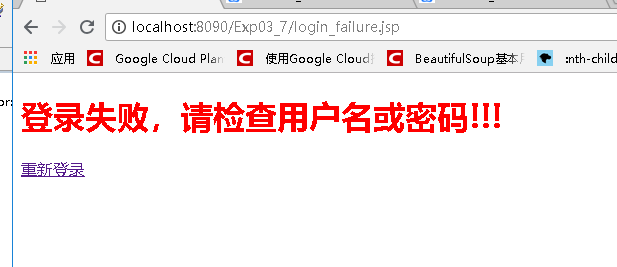 localhost:8090/Exp03_7/login_failure.jsp
应用 Google Cloud Plan 使用Google Cloud BeautifulSoup基本 :nth-child
登录失败，请检查用户名或密码!!!
重新登录